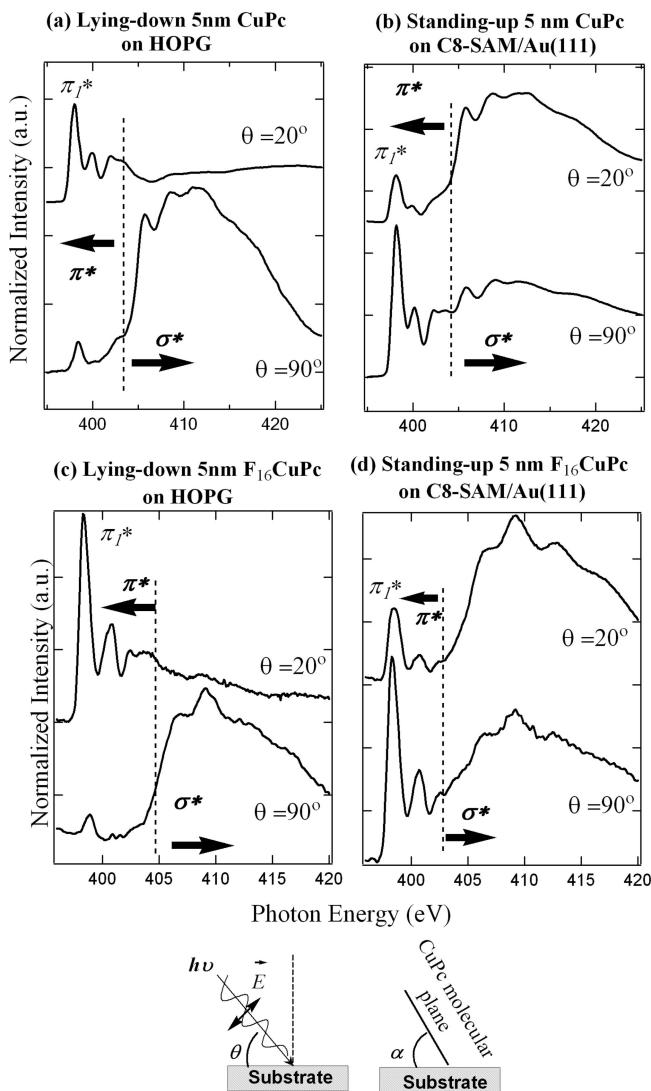 (a) Lying-down 5nm CuPc
on HOPG
(b) Standing-up 5 nm CuPc
on C8-SAM/Au(111)
Normalized Intensity (a.u.)
π1*
θ =20°
π*
σ*
θ =90°
400 410 420
π*
π1*
θ =20°
σ*
θ =90°
400 410 420
(c) Lying-down 5nm F16CuPc
on HOPG
(d) Standing-up 5 nm F16CuPc
on C8-SAM/Au(111)
Normalized Intensity (a.u.)
π1*
π*
θ =20°
σ*
θ =90°
400 405 410 415 420
π1*
π*
θ =20°
θ =90°
σ*
400 405 410 415 420
Photon Energy (eV)
hυ
E
θ
Substrate
CuPc molecular
plane
α
Substrate